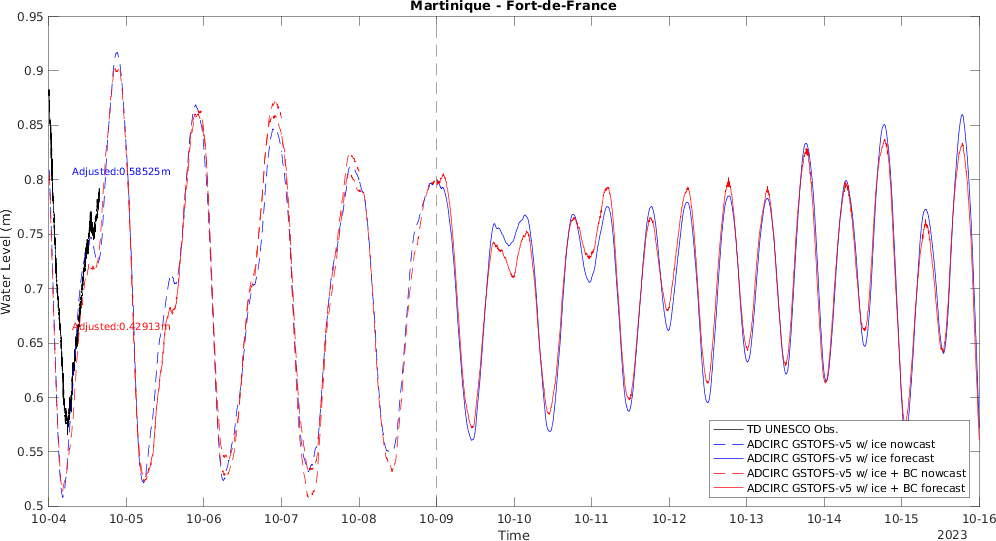 Martinique - Fort-de-France
0.95
0.9
0.85
0.8
0.75
0.7
0.65
0.6
0.55
0.5
Water Level (m)
Adjusted:0.58525m
Adjusted:0.42913m
TD UNESCO Obs.
ADCIRC GSTOFS-v5 w/ ice nowcast
ADCIRC GSTOFS-v5 w/ ice forecast
ADCIRC GSTOFS-v5 w/ ice + BC nowcast
ADCIRC GSTOFS-v5 w/ ice + BC forecast
10-04 10-05 10-06 10-07 10-08 10-09 10-10 10-11 10-12 10-13 10-14 10-15 10-16
Time
2023